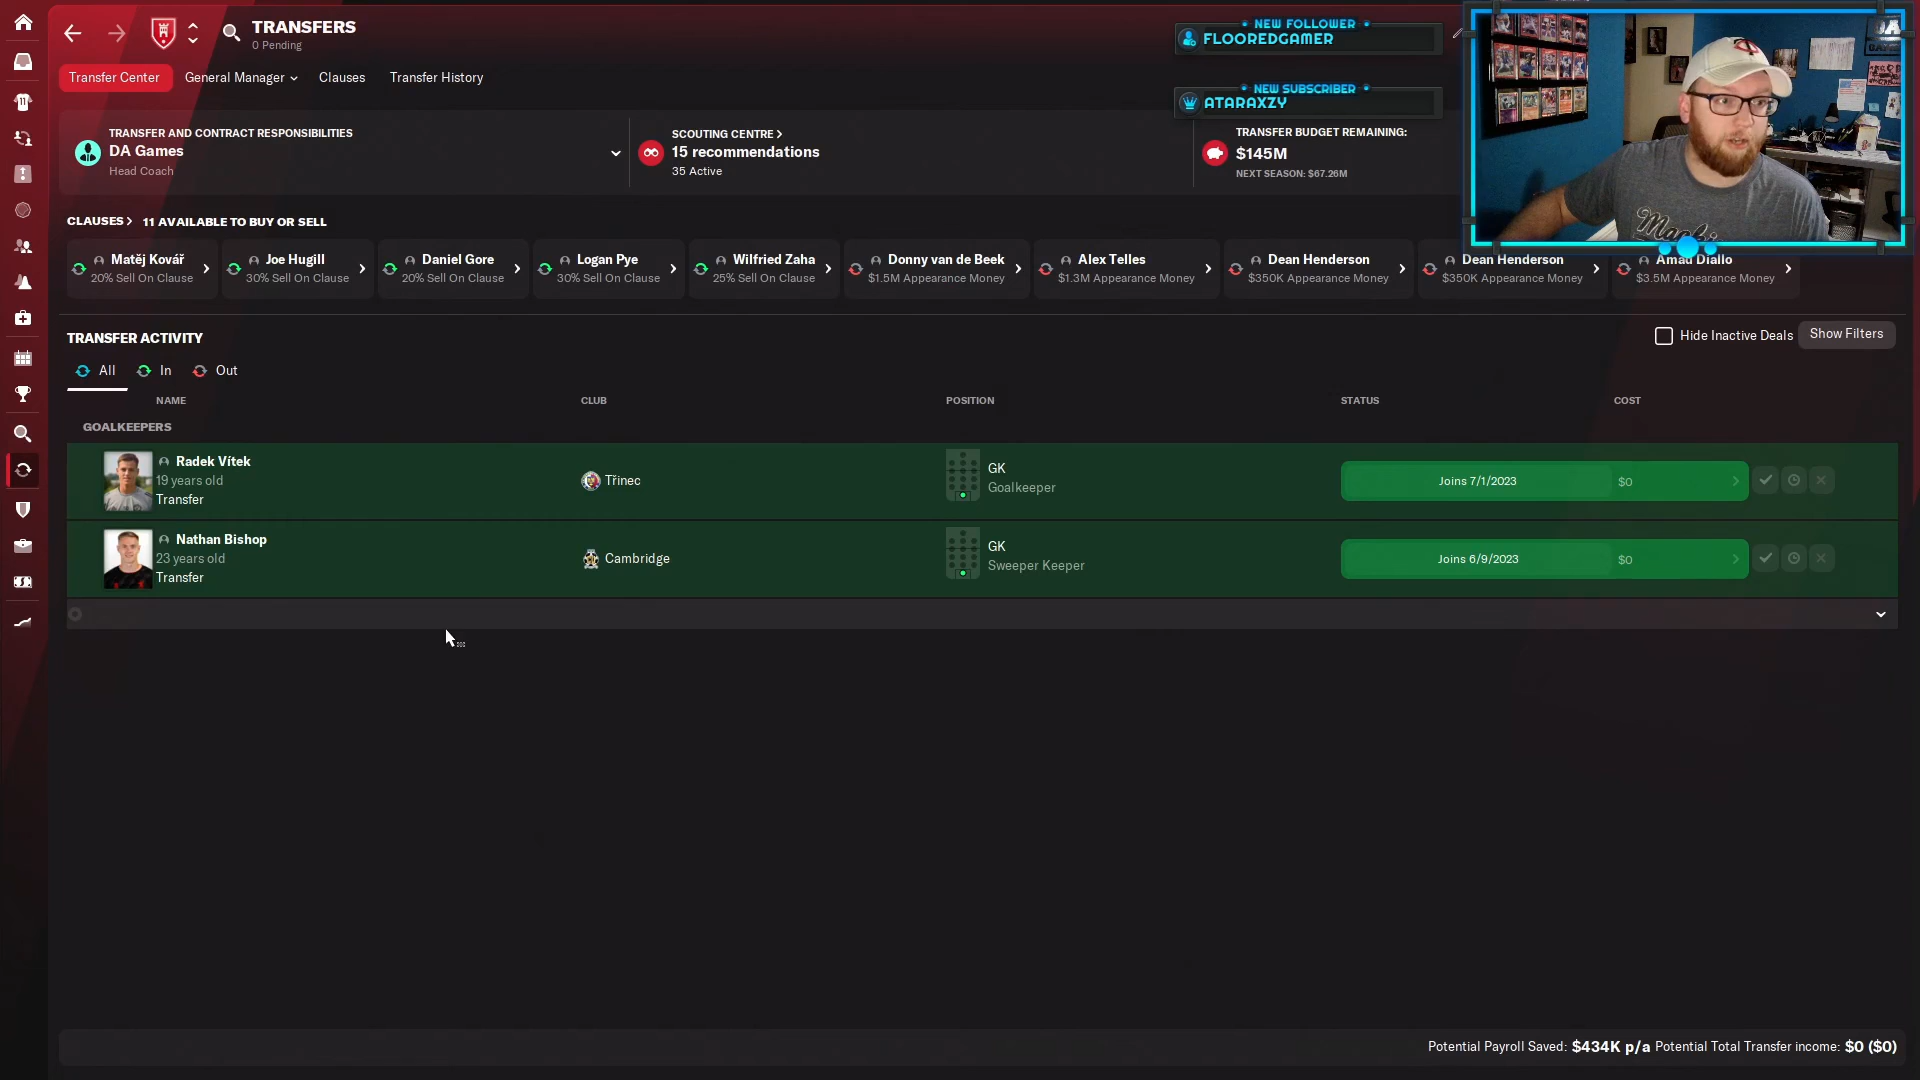 TRANSFERS
0 Pending
NEW FOLLOWER
FLOOREDGAMER
Transfer Center
General Manager
Clauses
Transfer History
NEW SUBSCRIBER
ATARAXZY
TRANSFER AND CONTRACT RESPONSIBILITIES
DA Games
Head Coach
SCOUTING CENTRE >
15 recommendations
35 Active
TRANSFER BUDGET REMAINING:
$145M
NEXT SEASON: $67.26M
CLAUSES > 11 AVAILABLE TO BUY OR SELL
Matěj Kovář
20% Sell On Clause
Joe Hugill
30% Sell On Clause
Daniel Gore
20% Sell On Clause
Logan Pye
30% Sell On Clause
Wilfried Zaha
25% Sell On Clause
Donny van de Beek
$1.5M Appearance Money
Alex Telles
$1.3M Appearance Money
Dean Henderson
$350K Appearance Money
Dean Henderson
$350K Appearance Money
Amad Diallo
$3.5M Appearance Money
TRANSFER ACTIVITY
Hide Inactive Deals
Show Filters
All
In
Out
NAME CLUB POSITION STATUS COST
GOALKEEPERS
Radek Vítek
19 years old
Transfer
Třinec
GK
Goalkeeper
Joins 7/1/2023
$0
Nathan Bishop
23 years old
Transfer
Cambridge
GK
Sweeper Keeper
Joins 6/9/2023
$0
Potential Payroll Saved: $434K p/a Potential Total Transfer income: $0 ($0)